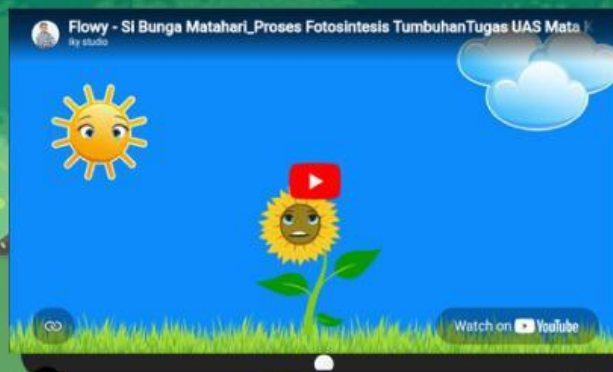 Flowy - Si Bunga Matahari_Proses Fotosintesis TumbuhanTugas UAS Mata K
iky studio
Watch on YouTube